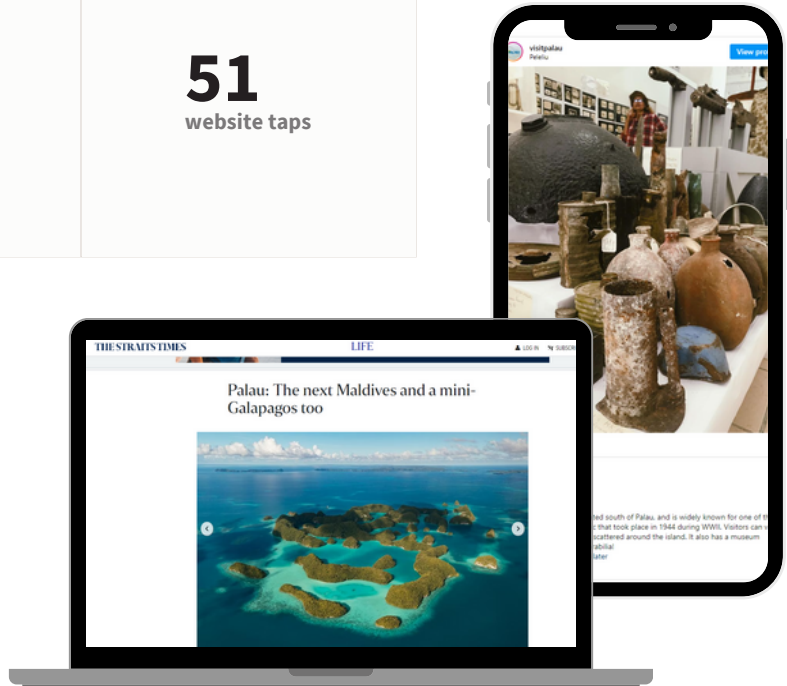 51
website taps
visitpalau
Peleliu
View pro
THE STRAITS TIMES
LIFE
LOG IN
SUBSCR
Palau: The next Maldives and a mini-
Galapagos too
ted south of Palau, and is widely known for one of th
c that took place in 1944 during WWII. Visitors can v
scattered around the island. It also has a museum
rabilia!
later